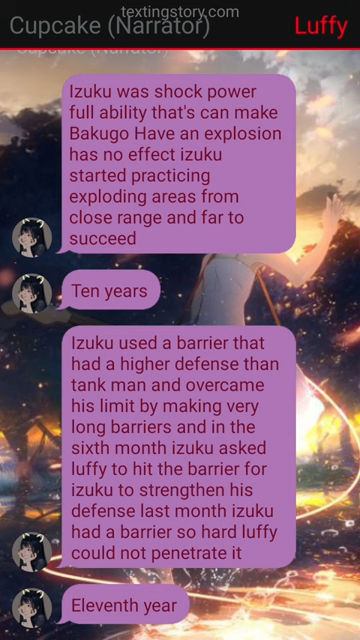 textingstory.com
Cupcake (Narrator)
Luffy
Cupcake (Narrator)
Izuku was shock power
full ability that's can make
Bakugo Have an explosion
has no effect izuku
started practicing
exploding areas from
close range and far to
succeed
Ten years
Izuku used a barrier that
had a higher defense than
tank man and overcame
his limit by making very
long barriers and in the
sixth month izuku asked
luffy to hit the barrier for
izuku to strengthen his
defense last month izuku
had a barrier so hard luffy
could not penetrate it
Eleventh year